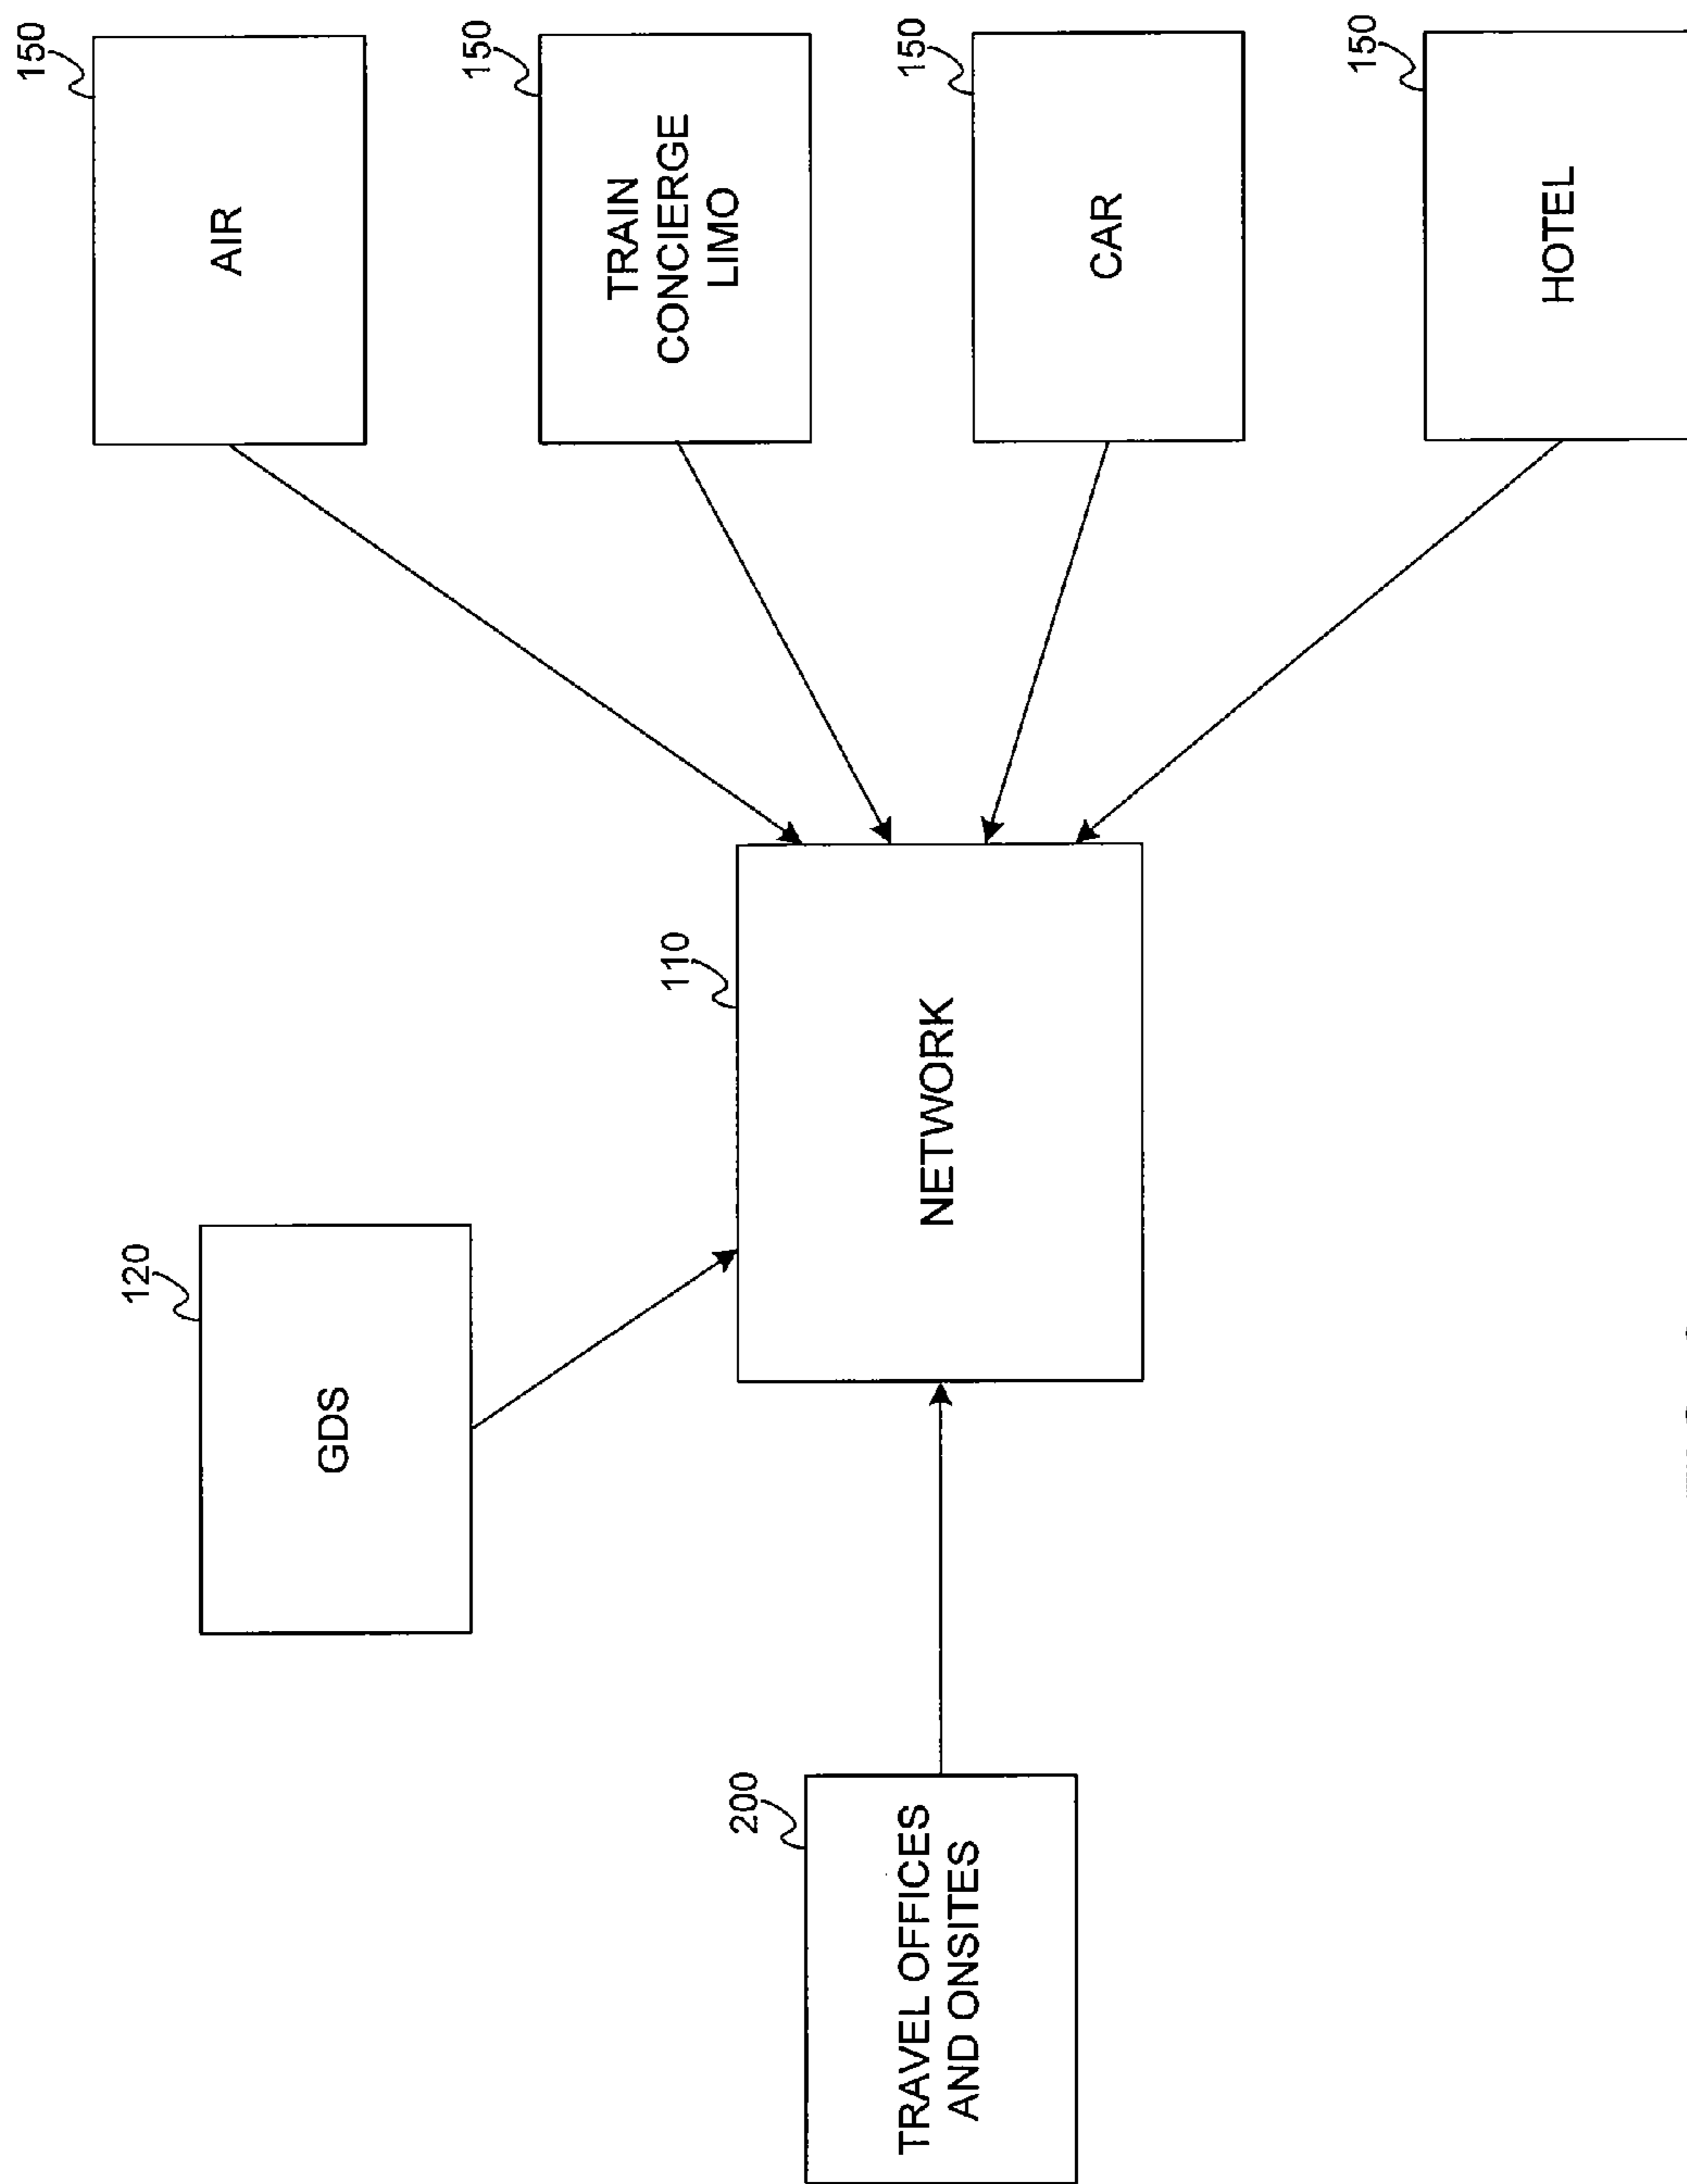 150
AIR
150
TRAIN
CONCIERGE
LIMO
150
CAR
150
HOTEL
110
NETWORK
120
GDS
200
TRAVEL OFFICES
AND ONSITES